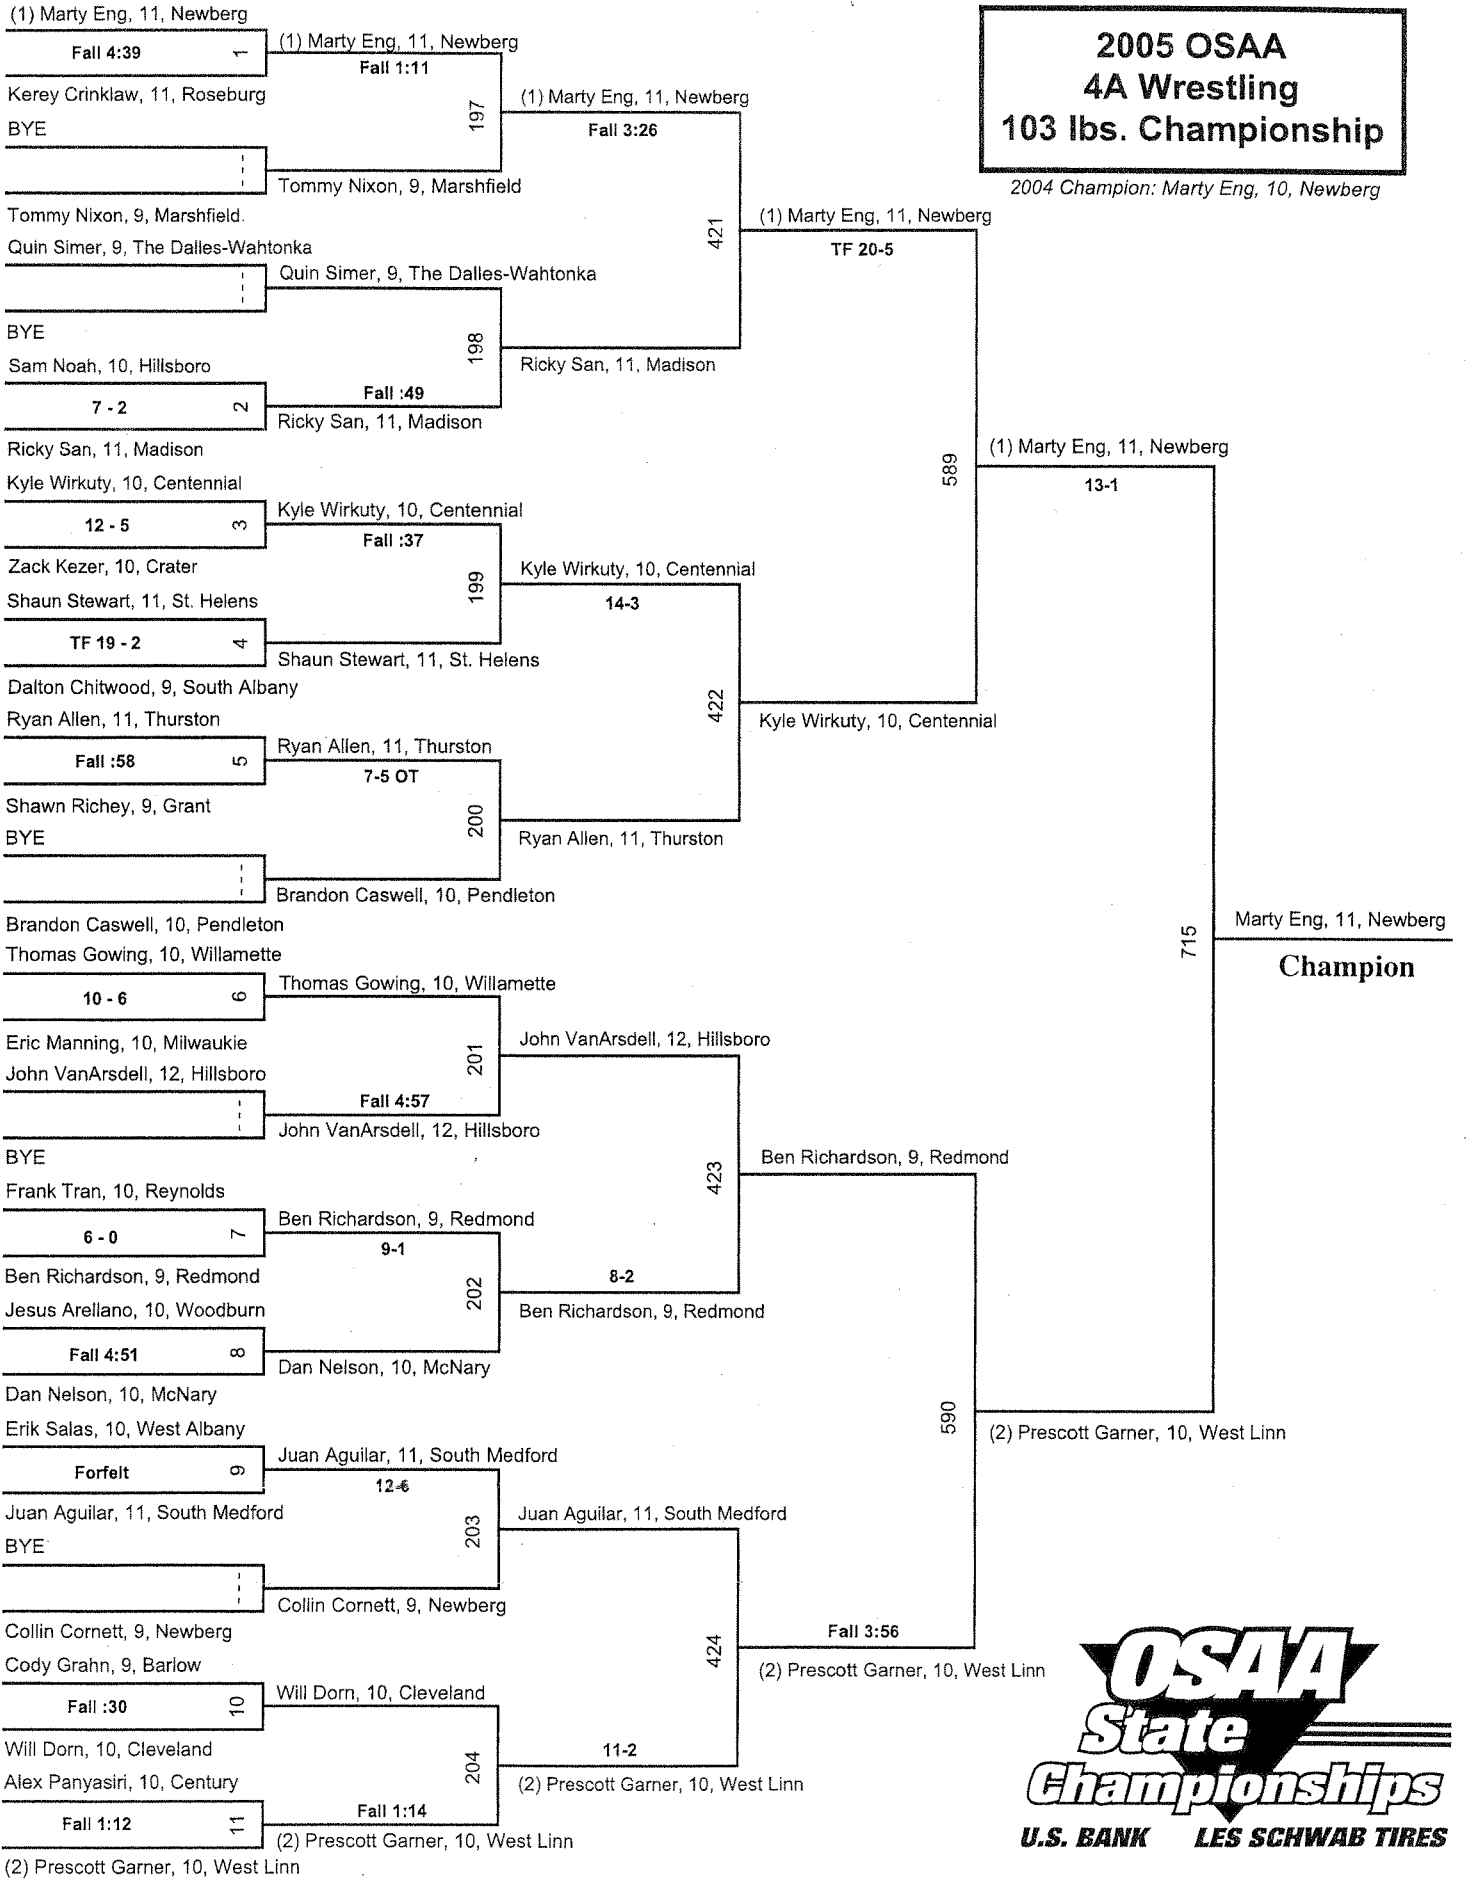 (1) Marty Eng, 11, Newberg
Fall 4:39
1
Kerey Crinklaw, 11, Roseburg
BYE
Tommy Nixon, 9, Marshfield
Quin Simer, 9, The Dalles-Wahtonka
BYE
Sam Noah, 10, Hillsboro
7 - 2
2
Ricky San, 11, Madison
Kyle Wirkuty, 10, Centennial
12 - 5
3
Zack Kezer, 10, Crater
Shaun Stewart, 11, St. Helens
TF 19 - 2
4
Dalton Chitwood, 9, South Albany
Ryan Allen, 11, Thurston
Fall :58
5
Shawn Richey, 9, Grant
BYE
Brandon Caswell, 10, Pendleton
Thomas Gowing, 10, Willamette
10 - 6
6
Eric Manning, 10, Milwaukie
John VanArsdell, 12, Hillsboro
BYE
Frank Tran, 10, Reynolds
6 - 0
7
Ben Richardson, 9, Redmond
Jesus Arellano, 10, Woodburn
Fall 4:51
8
Dan Nelson, 10, McNary
Erik Salas, 10, West Albany
Forfeit
9
Juan Aguilar, 11, South Medford
BYE
Collin Cornett, 9, Newberg
Cody Grahn, 9, Barlow
Fall :30
10
Will Dorn, 10, Cleveland
Alex Panyasiri, 10, Century
Fall 1:12
11
(2) Prescott Garner, 10, West Linn
(1) Marty Eng, 11, Newberg
Fall 1:11
197
Tommy Nixon, 9, Marshfield
Quin Simer, 9, The Dalles-Wahtonka
198
Fall :49
Ricky San, 11, Madison
Kyle Wirkuty, 10, Centennial
Fall :37
199
Shaun Stewart, 11, St. Helens
Ryan Allen, 11, Thurston
7-5 OT
200
Brandon Caswell, 10, Pendleton
Thomas Gowing, 10, Willamette
201
Fall 4:57
John VanArsdell, 12, Hillsboro
Ben Richardson, 9, Redmond
9-1
202
Dan Nelson, 10, McNary
Juan Aguilar, 11, South Medford
12-6
203
Collin Cornett, 9, Newberg
Will Dorn, 10, Cleveland
204
Fall 1:14
(2) Prescott Garner, 10, West Linn
(1) Marty Eng, 11, Newberg
Fall 3:26
421
Ricky San, 11, Madison
Kyle Wirkuty, 10, Centennial
14-3
422
Ryan Allen, 11, Thurston
John VanArsdell, 12, Hillsboro
423
8-2
Ben Richardson, 9, Redmond
Juan Aguilar, 11, South Medford
424
11-2
(2) Prescott Garner, 10, West Linn
(1) Marty Eng, 11, Newberg
TF 20-5
589
Kyle Wirkuty, 10, Centennial
Ben Richardson, 9, Redmond
590
Fall 3:56
(2) Prescott Garner, 10, West Linn
(1) Marty Eng, 11, Newberg
13-1
715
(2) Prescott Garner, 10, West Linn
Marty Eng, 11, Newberg
Champion
2005 OSAA
4A Wrestling
103 lbs. Championship
2004 Champion: Marty Eng, 10, Newberg
OSAA
State
Championships
U.S. BANK LES SCHWAB TIRES